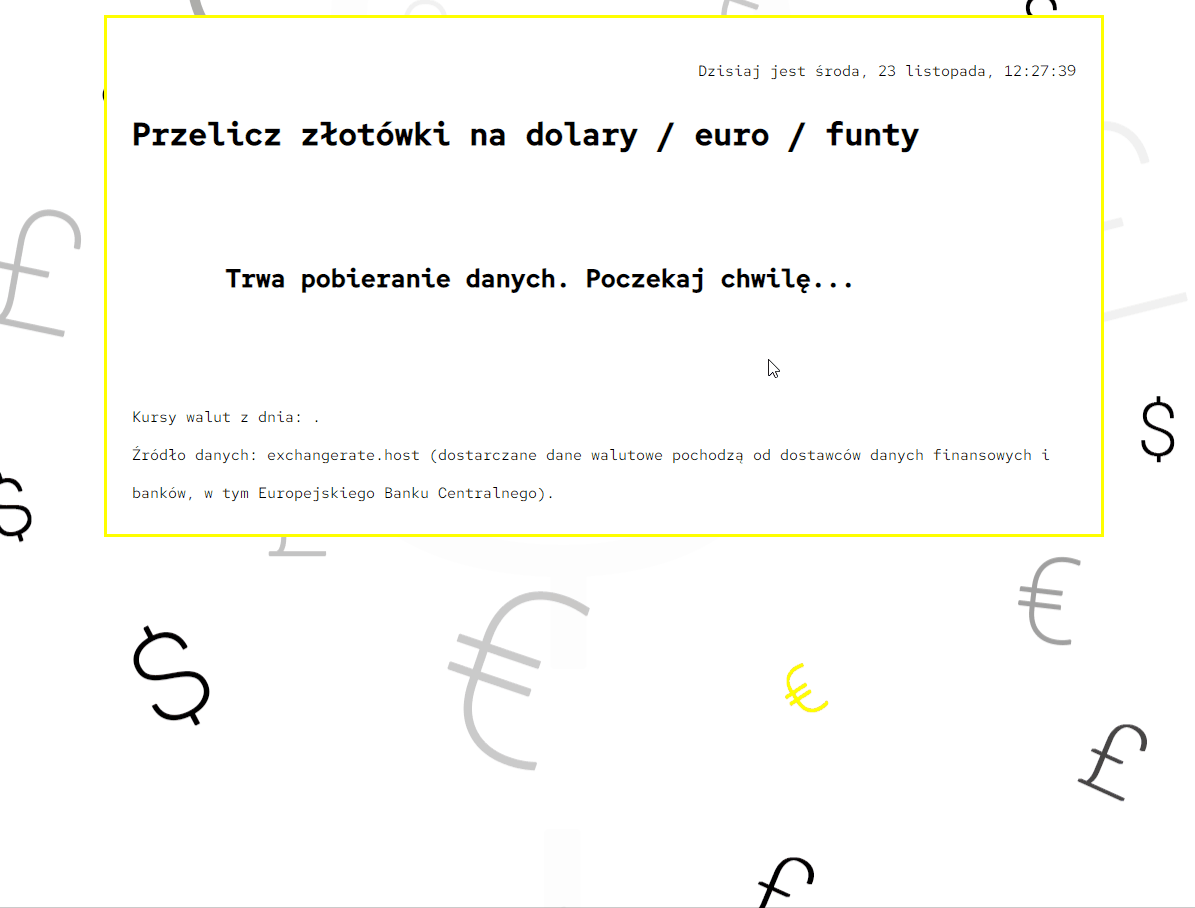 Dzisiaj jest środa, 23 listopada, 12:27:39
Przelicz złotówki na dolary / euro / funty
Trwa pobieranie danych. Poczekaj chwilę...
Kursy walut z dnia: .
Źródło danych: exchangerate.host (dostarczane dane walutowe pochodzą od dostawców danych finansowych i
banków, w tym Europejskiego Banku Centralnego).